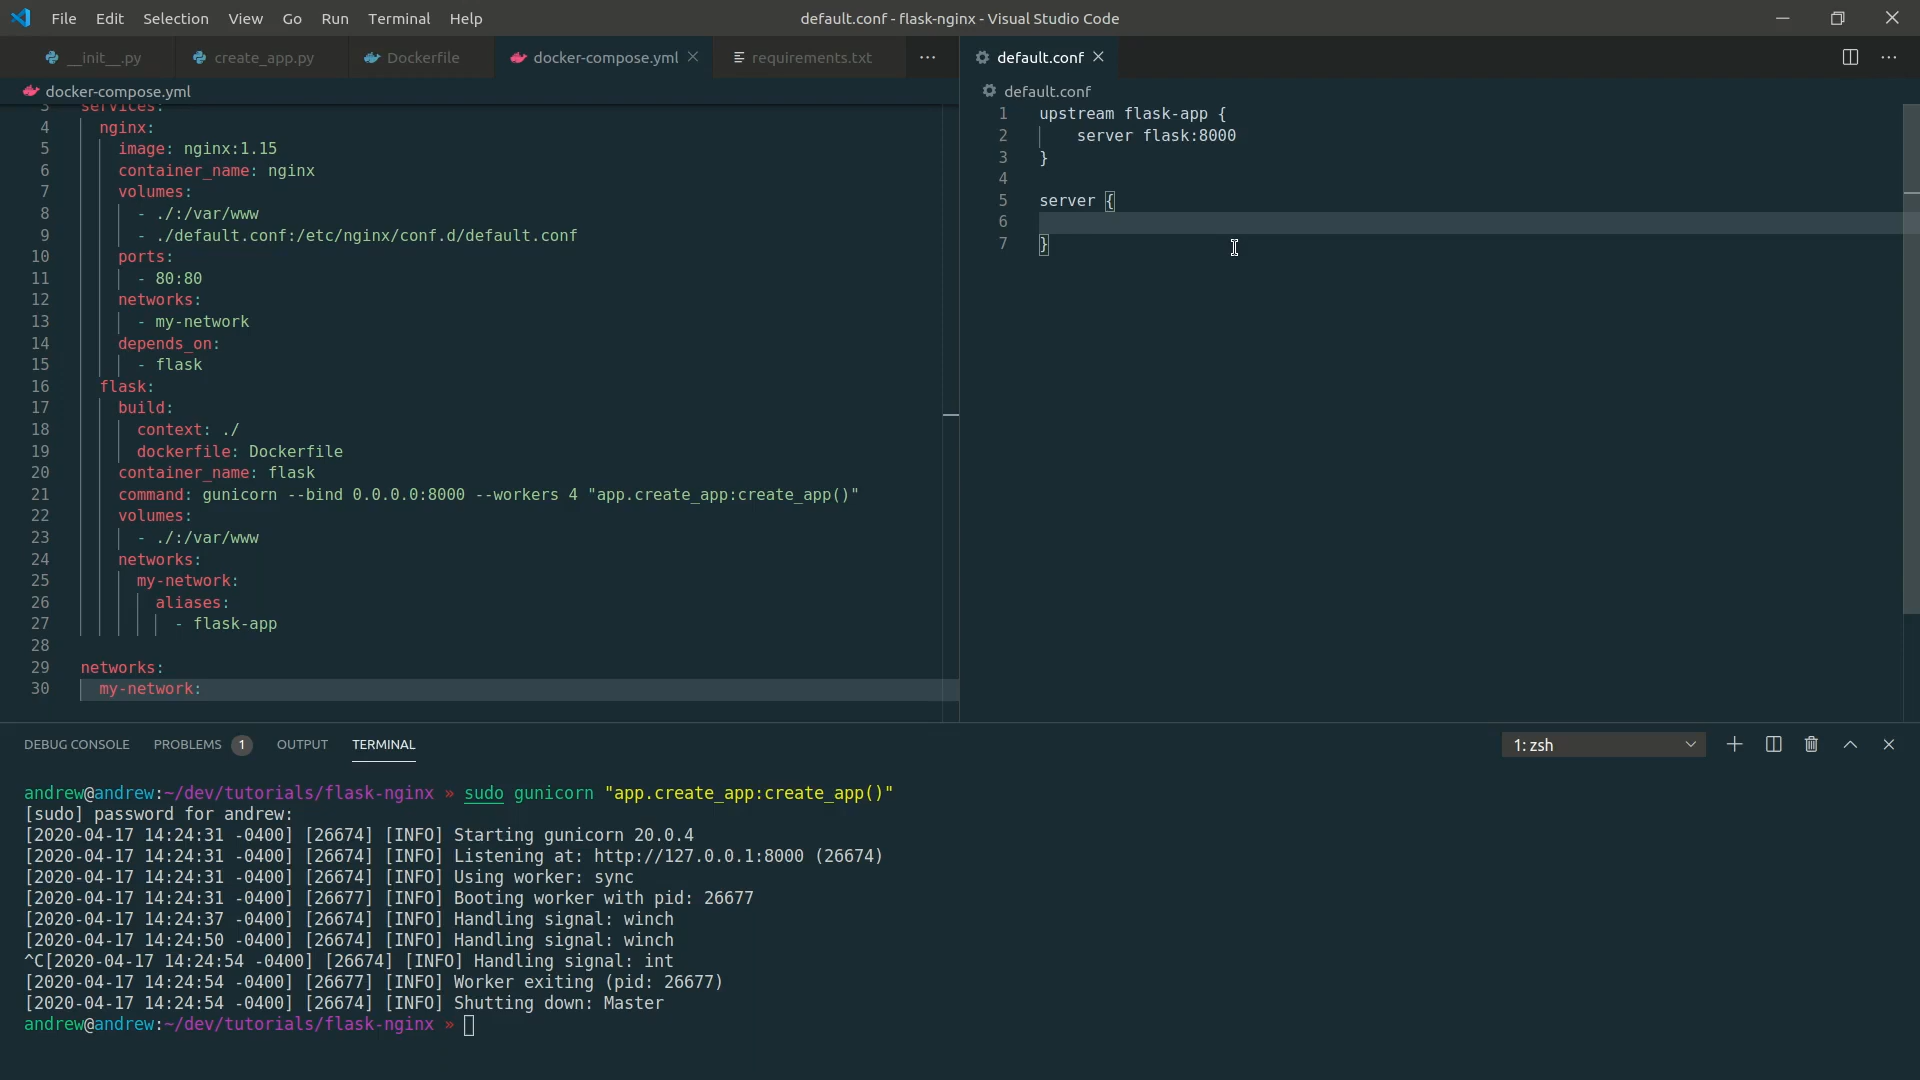 File Edit Selection View Go Run Terminal Help
default.conf - flask-nginx - Visual Studio Code
__init__.py
create_app.py
Dockerfile
docker-compose.yml
requirements.txt
default.conf
docker-compose.yml
3 services:
4 nginx:
5 image: nginx:1.15
6 container_name: nginx
7 volumes:
8 - ./:/var/www
9 - ./default.conf:/etc/nginx/conf.d/default.conf
10 ports:
11 - 80:80
12 networks:
13 - my-network
14 depends_on:
15 - flask
16 flask:
17 build:
18 context: ./
19 dockerfile: Dockerfile
20 container_name: flask
21 command: gunicorn --bind 0.0.0.0:8000 --workers 4 "app.create_app:create_app()"
22 volumes:
23 - ./:/var/www
24 networks:
25 my-network:
26 aliases:
27 - flask-app
28
29 networks:
30 my-network:
default.conf
1 upstream flask-app {
2 server flask:8000
3 }
4
5 server {
6
7 }
DEBUG CONSOLE PROBLEMS 1 OUTPUT TERMINAL
1: zsh
andrew@andrew:~/dev/tutorials/flask-nginx » sudo gunicorn "app.create_app:create_app()"
[sudo] password for andrew:
[2020-04-17 14:24:31 -0400] [26674] [INFO] Starting gunicorn 20.0.4
[2020-04-17 14:24:31 -0400] [26674] [INFO] Listening at: http://127.0.0.1:8000 (26674)
[2020-04-17 14:24:31 -0400] [26674] [INFO] Using worker: sync
[2020-04-17 14:24:31 -0400] [26677] [INFO] Booting worker with pid: 26677
[2020-04-17 14:24:37 -0400] [26674] [INFO] Handling signal: winch
[2020-04-17 14:24:50 -0400] [26674] [INFO] Handling signal: winch
^C[2020-04-17 14:24:54 -0400] [26674] [INFO] Handling signal: int
[2020-04-17 14:24:54 -0400] [26677] [INFO] Worker exiting (pid: 26677)
[2020-04-17 14:24:54 -0400] [26674] [INFO] Shutting down: Master
andrew@andrew:~/dev/tutorials/flask-nginx »